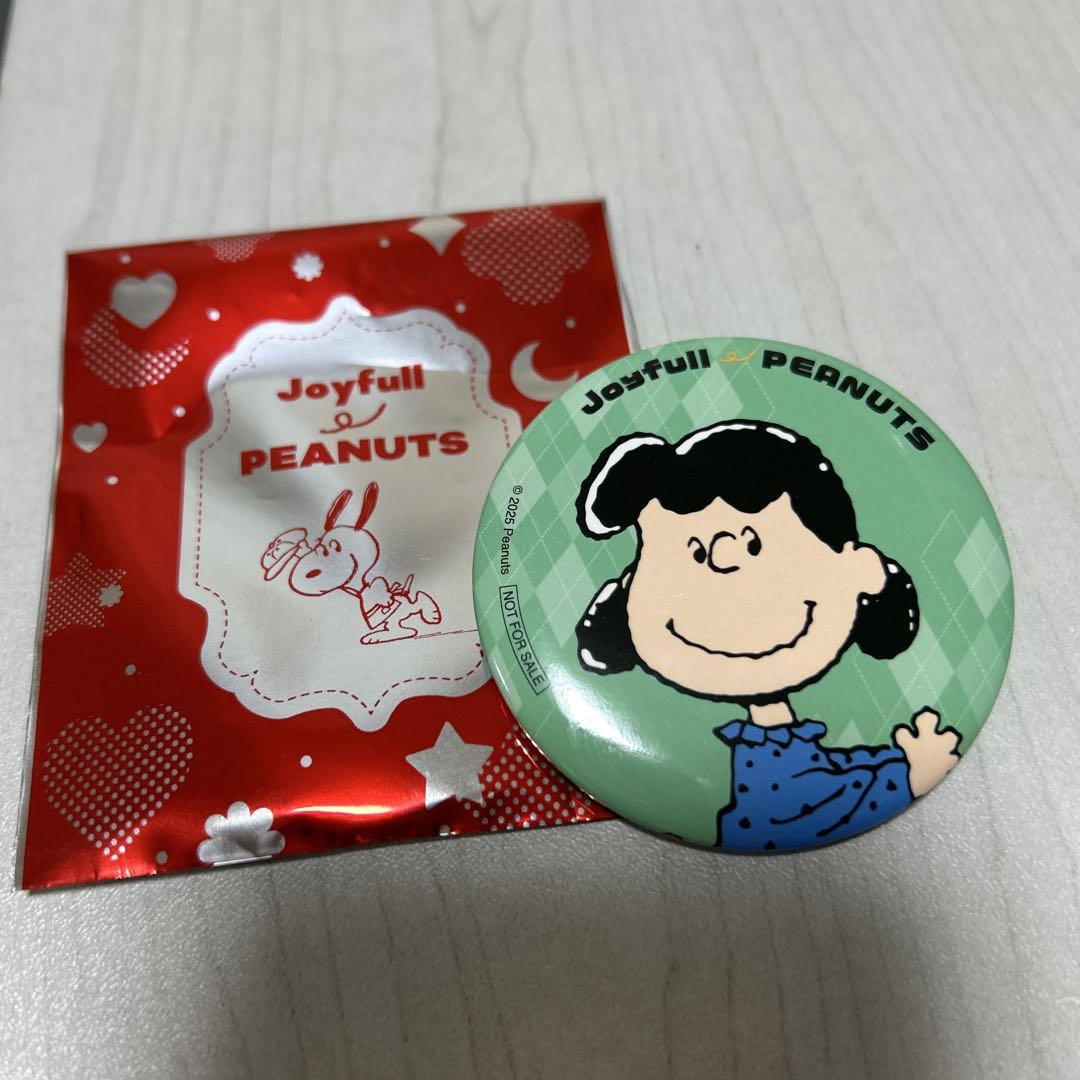 Joyfull
PEANUTS
Joyfull PEANUTS
© 2025 Peanuts
NOT FOR SALE